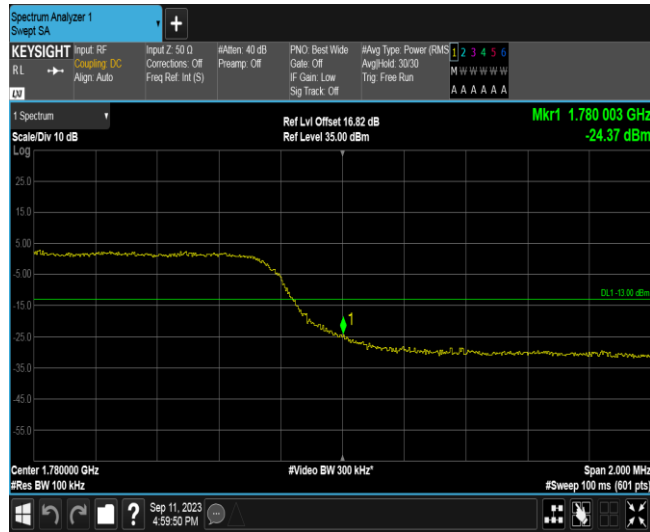 Spectrum Analyzer 1
Swept SA
+
KEYSIGHT
RL
LXI
Input: RF
Coupling: DC
Align: Auto
Input Z: 50 Ω
Corrections: Off
Freq Ref: Int (S)
#Atten: 40 dB
Preamp: Off
PNO: Best Wide
Gate: Off
IF Gain: Low
Sig Track: Off
#Avg Type: Power (RMS
Avg|Hold: 30/30
Trig: Free Run
1 2 3 4 5 6
M W W W W W
A A A A A A
1 Spectrum
Scale/Div 10 dB
Ref Lvl Offset 16.82 dB
Ref Level 35.00 dBm
Mkr1 1.780 003 GHz
-24.37 dBm
Log
25.0
15.0
5.00
-5.00
DL1 -13.00 dBm
-15.0
1
-25.0
-35.0
-45.0
-55.0
Center 1.780000 GHz
#Res BW 100 kHz
#Video BW 300 kHz*
Span 2.000 MHz
#Sweep 100 ms (601 pts)
?
Sep 11, 2023
4:59:50 PM